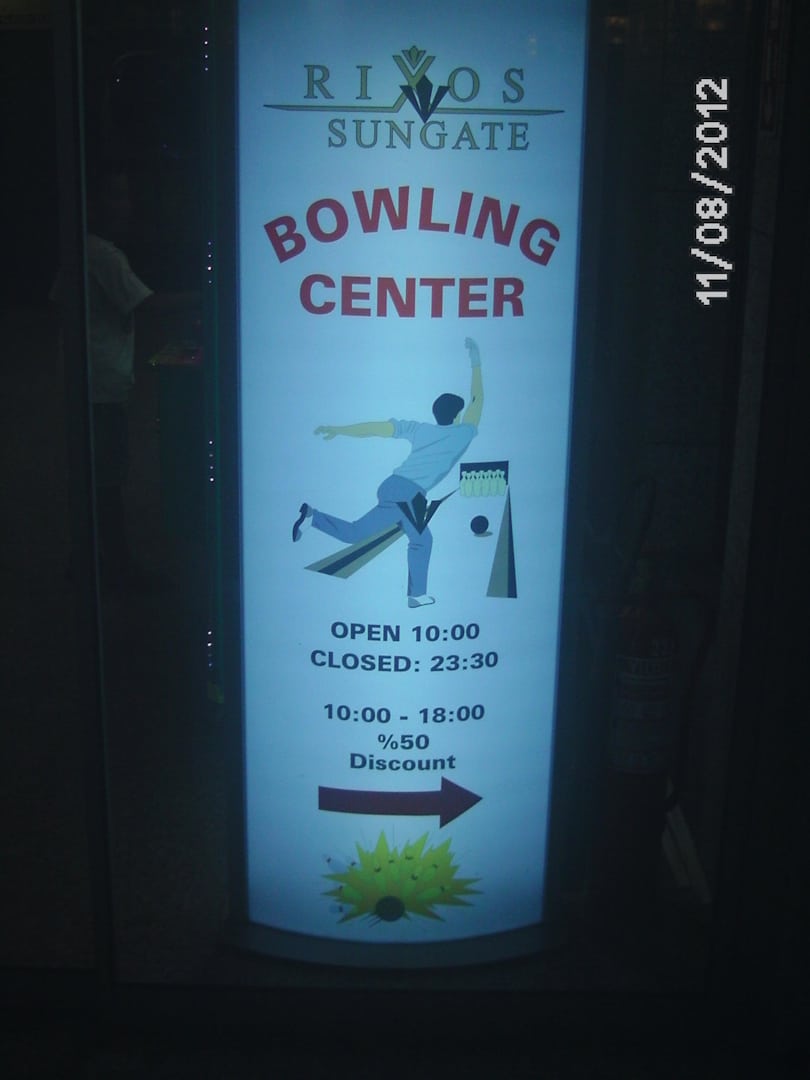 RIXOS
SUNGATE
BOWLING
CENTER
OPEN 10:00
CLOSED: 23:30
10:00 - 18:00
%50
Discount
11/08/2012